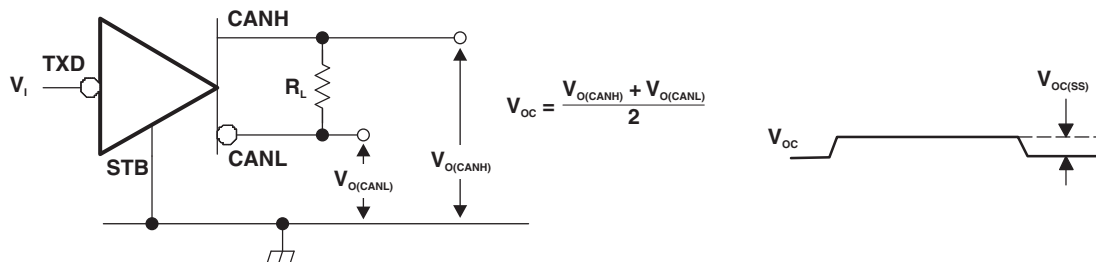 CANH
TXD
V_I
R_L
CANL
STB
V_O(CANL)
V_O(CANH)
V_OC = V_O(CANH) + V_O(CANL)
2
V_OC
V_OC(SS)